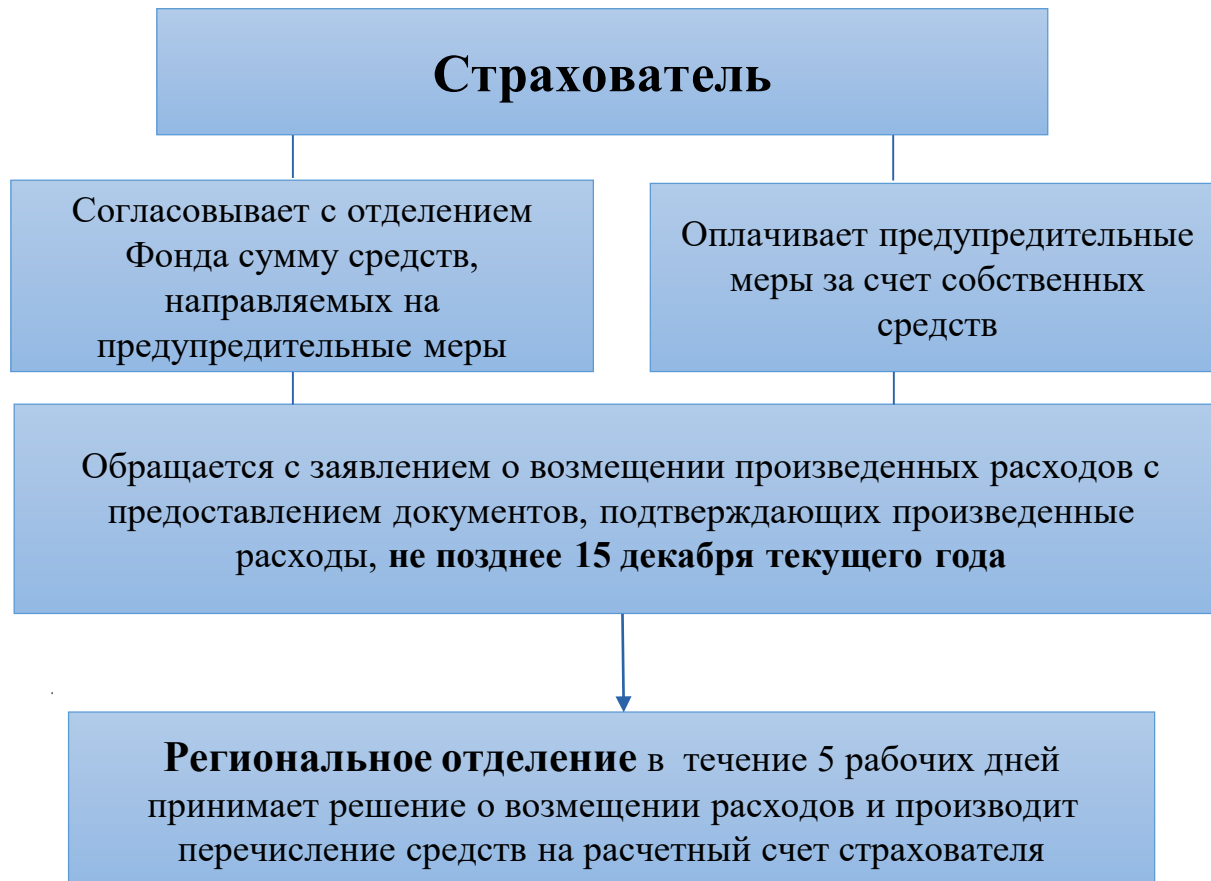 Страхователь
Согласовывает с отделением
Фонда сумму средств,
направляемых на
предупредительные меры
Оплачивает предупредительные
меры за счет собственных
средств
Обращается с заявлением о возмещении произведенных расходов с
предоставлением документов, подтверждающих произведенные
расходы, не позднее 15 декабря текущего года
Региональное отделение в течение 5 рабочих дней
принимает решение о возмещении расходов и производит
перечисление средств на расчетный счет страхователя